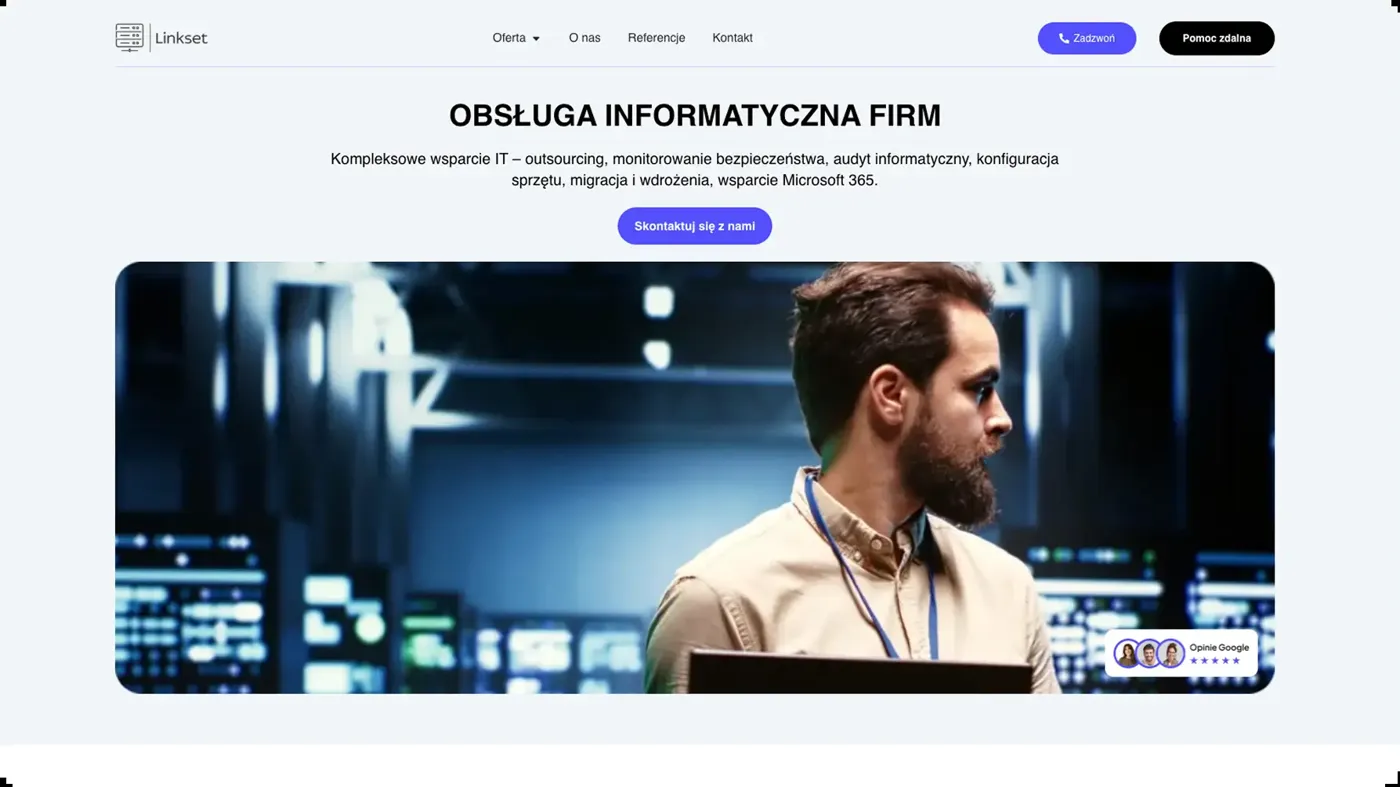 Linkset
Oferta
O nas
Referencje
Kontakt
Zadzwoń
Pomoc zdalna
OBSŁUGA INFORMATYCZNA FIRM
Kompleksowe wsparcie IT – outsourcing, monitorowanie bezpieczeństwa, audyt informatyczny, konfiguracja
sprzętu, migracja i wdrożenia, wsparcie Microsoft 365.
Skontaktuj się z nami
Opinie Google